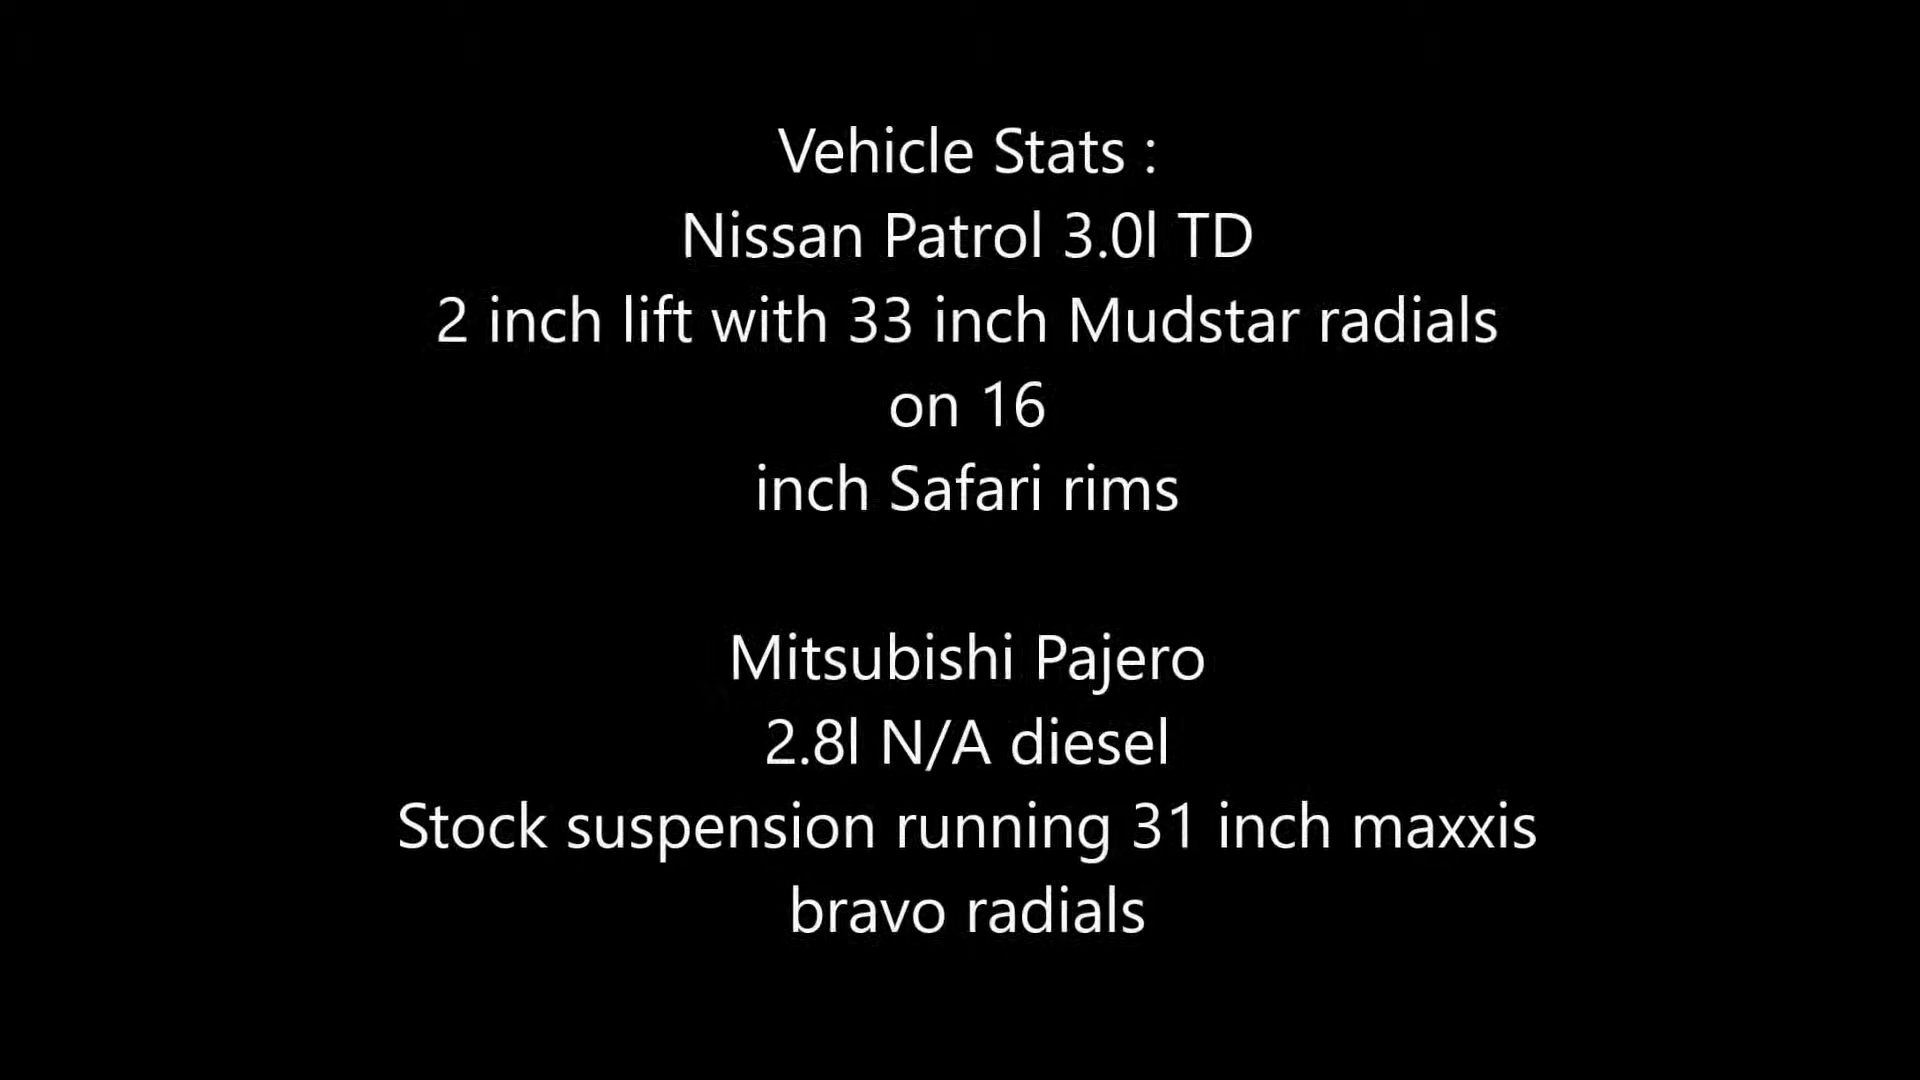 Vehicle Stats :
Nissan Patrol 3.0l TD
2 inch lift with 33 inch Mudstar radials
on 16
inch Safari rims
Mitsubishi Pajero
2.8l N/A diesel
Stock suspension running 31 inch maxxis
bravo radials